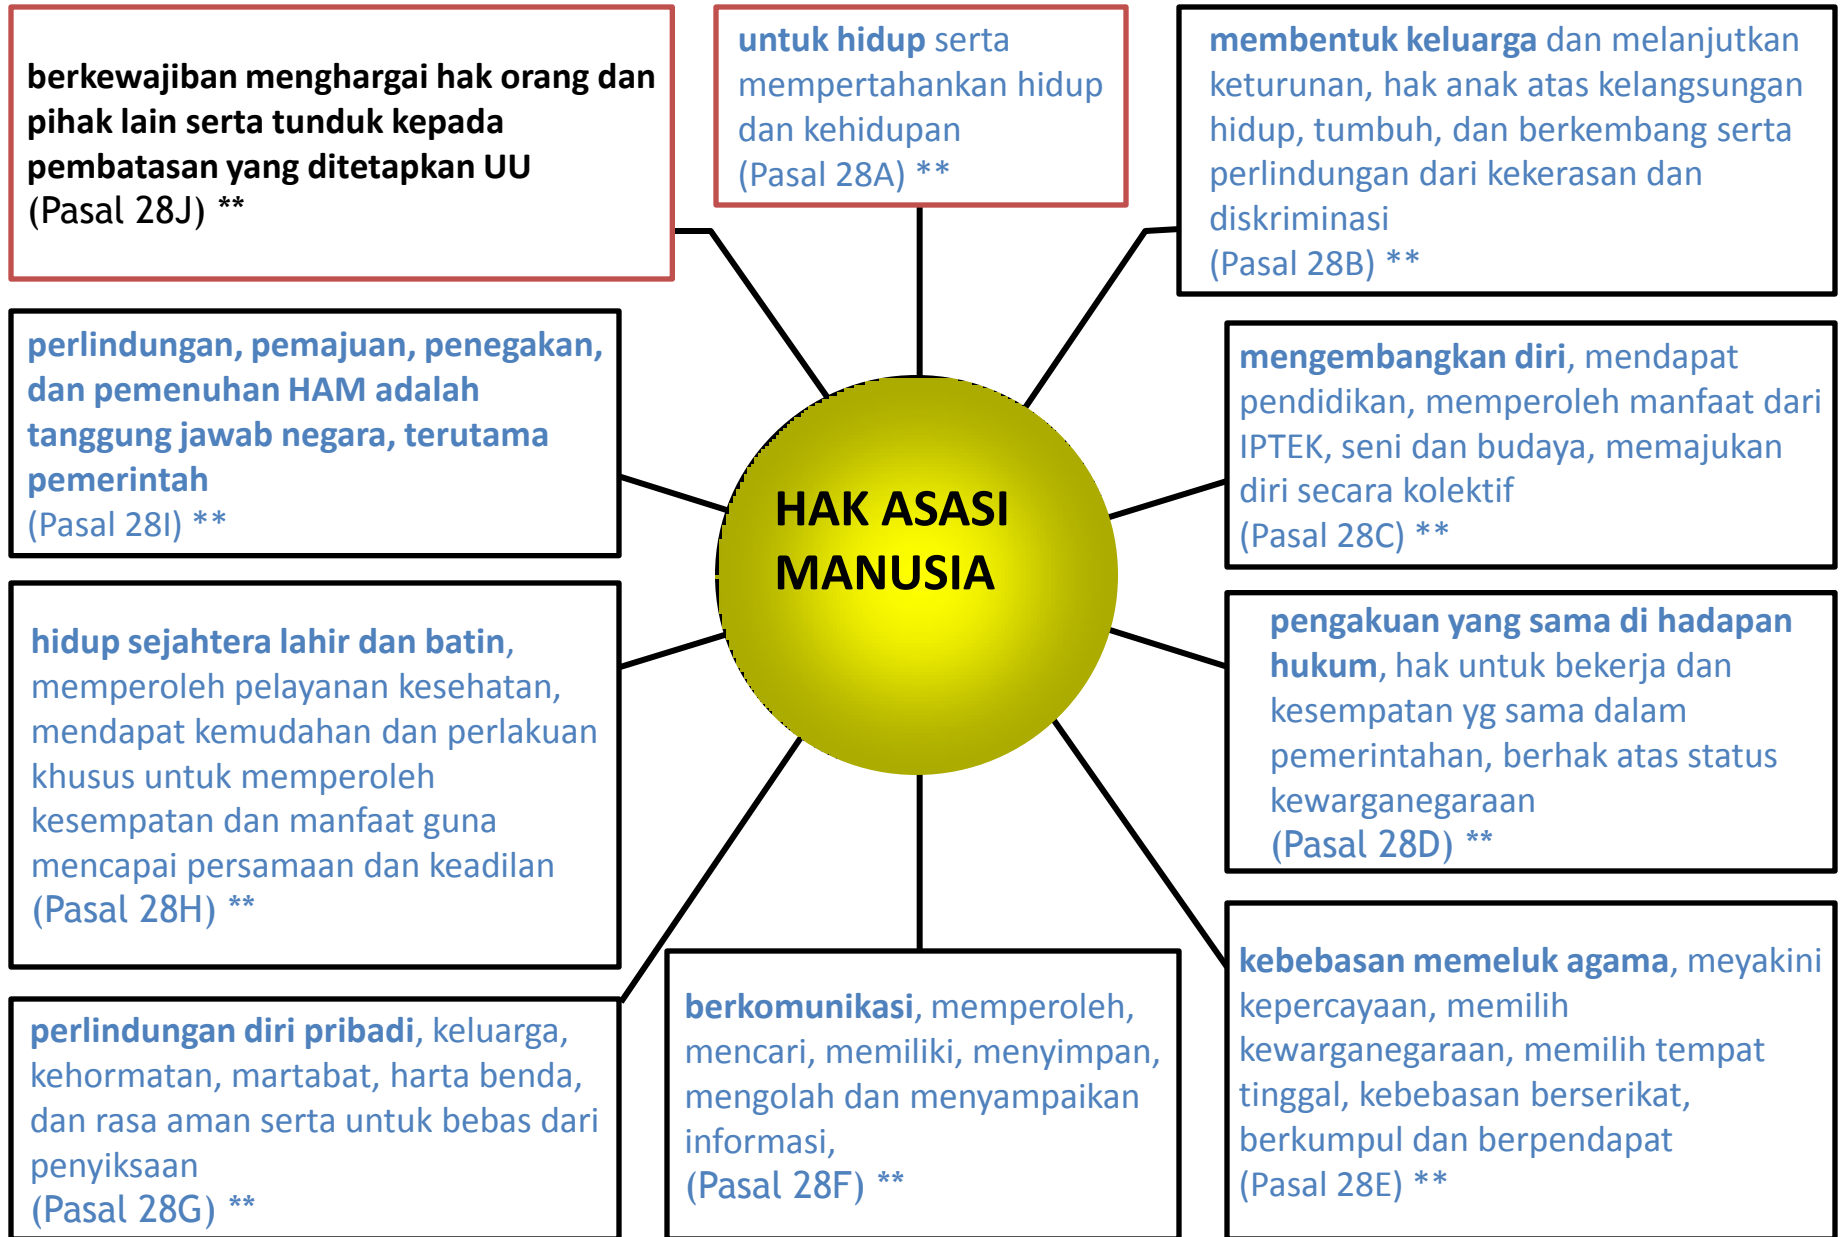 HAK ASASI
MANUSIA
untuk hidup serta
mempertahankan hidup
dan kehidupan
(Pasal 28A) **
membentuk keluarga dan melanjutkan
keturunan, hak anak atas kelangsungan
hidup, tumbuh, dan berkembang serta
perlindungan dari kekerasan dan
diskriminasi
(Pasal 28B) **
mengembangkan diri, mendapat
pendidikan, memperoleh manfaat dari
IPTEK, seni dan budaya, memajukan
diri secara kolektif
(Pasal 28C) **
pengakuan yang sama di hadapan
hukum, hak untuk bekerja dan
kesempatan yg sama dalam
pemerintahan, berhak atas status
kewarganegaraan
(Pasal 28D) **
kebebasan memeluk agama, meyakini
kepercayaan, memilih
kewarganegaraan, memilih tempat
tinggal, kebebasan berserikat,
berkumpul dan berpendapat
(Pasal 28E) **
berkomunikasi, memperoleh,
mencari, memiliki, menyimpan,
mengolah dan menyampaikan
informasi,
(Pasal 28F) **
perlindungan diri pribadi, keluarga,
kehormatan, martabat, harta benda,
dan rasa aman serta untuk bebas dari
penyiksaan
(Pasal 28G) **
hidup sejahtera lahir dan batin,
memperoleh pelayanan kesehatan,
mendapat kemudahan dan perlakuan
khusus untuk memperoleh
kesempatan dan manfaat guna
mencapai persamaan dan keadilan
(Pasal 28H) **
perlindungan, pemajuan, penegakan,
dan pemenuhan HAM adalah
tanggung jawab negara, terutama
pemerintah
(Pasal 28I) **
berkewajiban menghargai hak orang dan
pihak lain serta tunduk kepada
pembatasan yang ditetapkan UU
(Pasal 28J) **